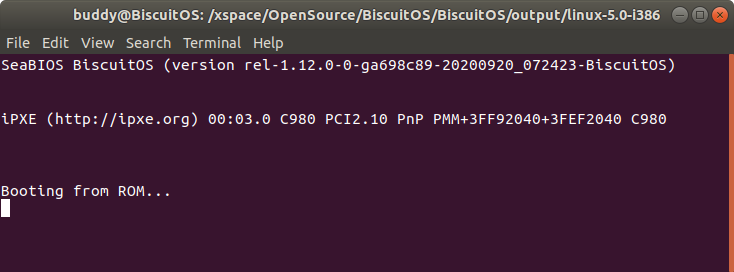 buddy@BiscuitOS: /xspace/OpenSource/BiscuitOS/BiscuitOS/output/linux-5.0-i386
File Edit View Search Terminal Help
SeaBIOS BiscuitOS (version rel-1.12.0-0-ga698c89-20200920_072423-BiscuitOS)
iPXE (http://ipxe.org) 00:03.0 C980 PCI2.10 PnP PMM+3FF92040+3FEF2040 C980
Booting from ROM...